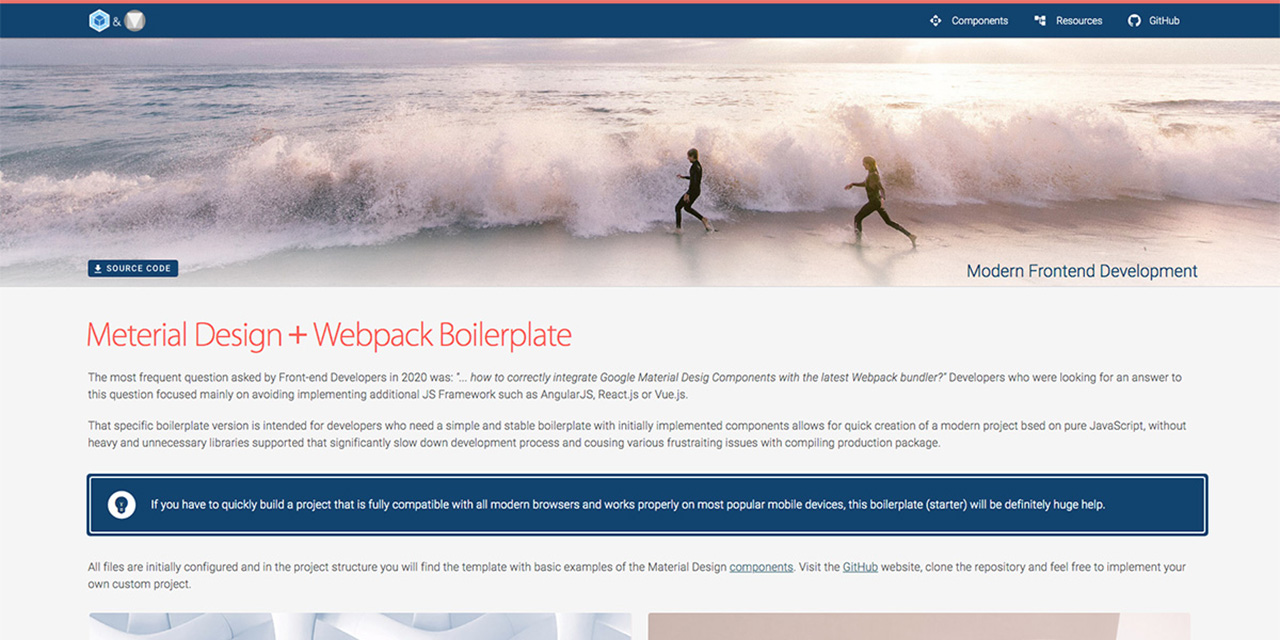 &
Components
Resources
GitHub
SOURCE CODE
Modern Frontend Development
Meterial Design + Webpack Boilerplate
The most frequent question asked by Front-end Developers in 2020 was: "... how to correctly integrate Google Material Desig Components with the latest Webpack bundler?" Developers who were looking for an answer to
this question focused mainly on avoiding implementing additional JS Framework such as AngularJS, React.js or Vue.js.
That specific boilerplate version is intended for developers who need a simple and stable boilerplate with initially implemented components allows for quick creation of a modern project bsed on pure JavaScript, without
heavy and unnecessary libraries supported that significantly slow down development process and cousing various frustraiting issues with compiling production package.
If you have to quickly build a project that is fully compatible with all modern browsers and works properly on most popular mobile devices, this boilerplate (starter) will be definitely huge help.
All files are initially configured and in the project structure you will find the template with basic examples of the Material Design components. Visit the GitHub website, clone the repository and feel free to implement your
own custom project.